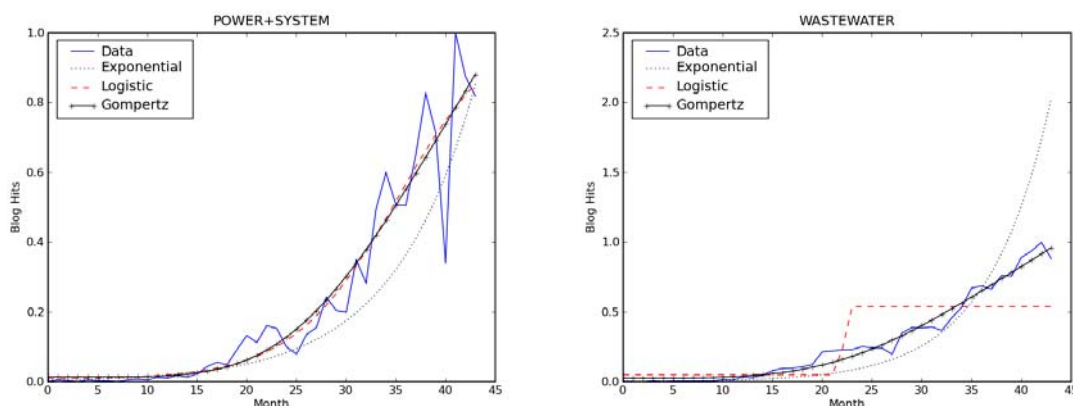 POWER+SYSTEM
1.0
0.8
0.6
0.4
0.2
0.0
Blog Hits
Data
Exponential
Logistic
Gompertz
0 5 10 15 20 25 30 35 40 45
Month
WASTEWATER
2.5
2.0
1.5
1.0
0.5
0.0
Blog Hits
Data
Exponential
Logistic
Gompertz
0 5 10 15 20 25 30 35 40 45
Month